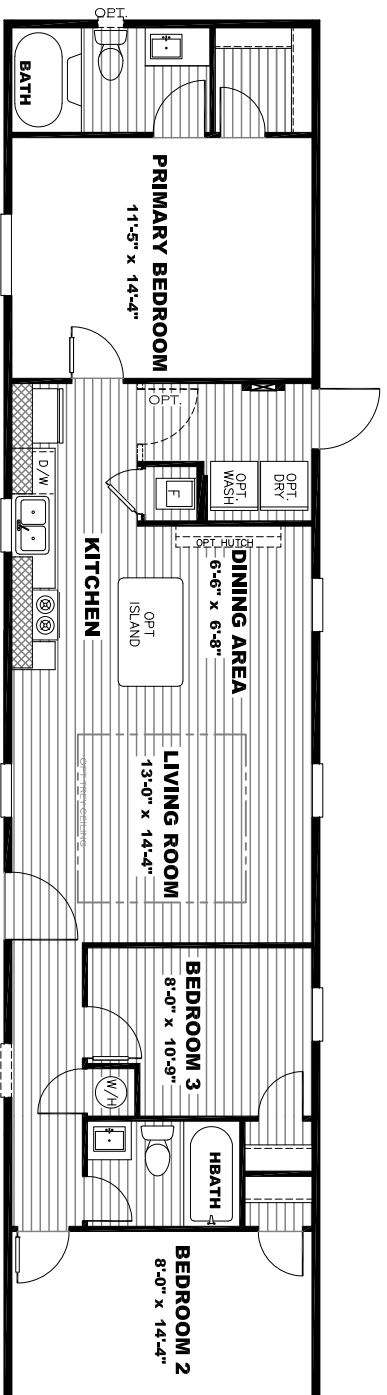 OPT.
BATH
PRIMARY BEDROOM
11'-5" x 14'-4"
OPT.
D/W
F
OPT.
WASH
OPT.
DRY
KITCHEN
OPT HUTCH
DINING AREA
6'-6" x 6'-8"
OPT
ISLAND
LIVING ROOM
13'-0" x 14'-4"
OPT TREY CEILING
BEDROOM 3
8'-0" x 10'-9"
W/H
HBATH
BEDROOM 2
8'-0" x 14'-4"